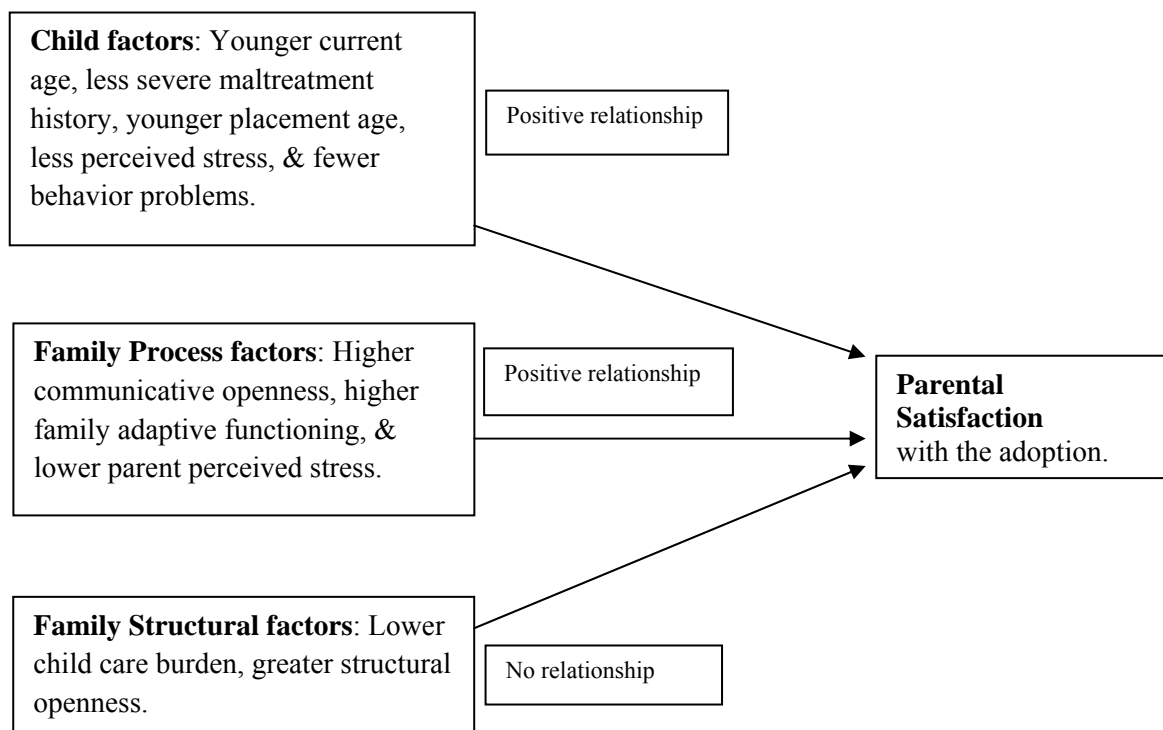 Child factors: Younger current
age, less severe maltreatment
history, younger placement age,
less perceived stress, & fewer
behavior problems.
Positive relationship
Family Process factors: Higher
communicative openness, higher
family adaptive functioning, &
lower parent perceived stress.
Positive relationship
Parental
Satisfaction
with the adoption.
Family Structural factors: Lower
child care burden, greater structural
openness.
No relationship